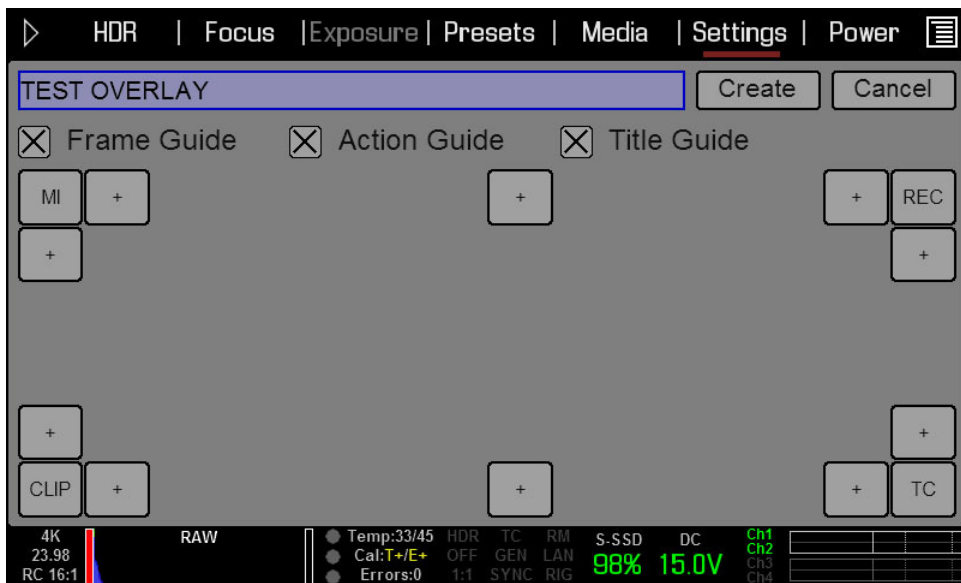 HDR | Focus | Exposure | Presets | Media | Settings | Power
TEST OVERLAY Create Cancel
Frame Guide Action Guide Title Guide
MI + + + REC
+ +
+ +
CLIP + + + TC
4K RAW Temp:33/45 HDR TC RM S-SSD DC Ch1
23.98 Cal:T+/E+ OFF GEN LAN 98% 15.0V Ch2
RC 16:1 Errors:0 1:1 SYNC RIG Ch3
Ch4